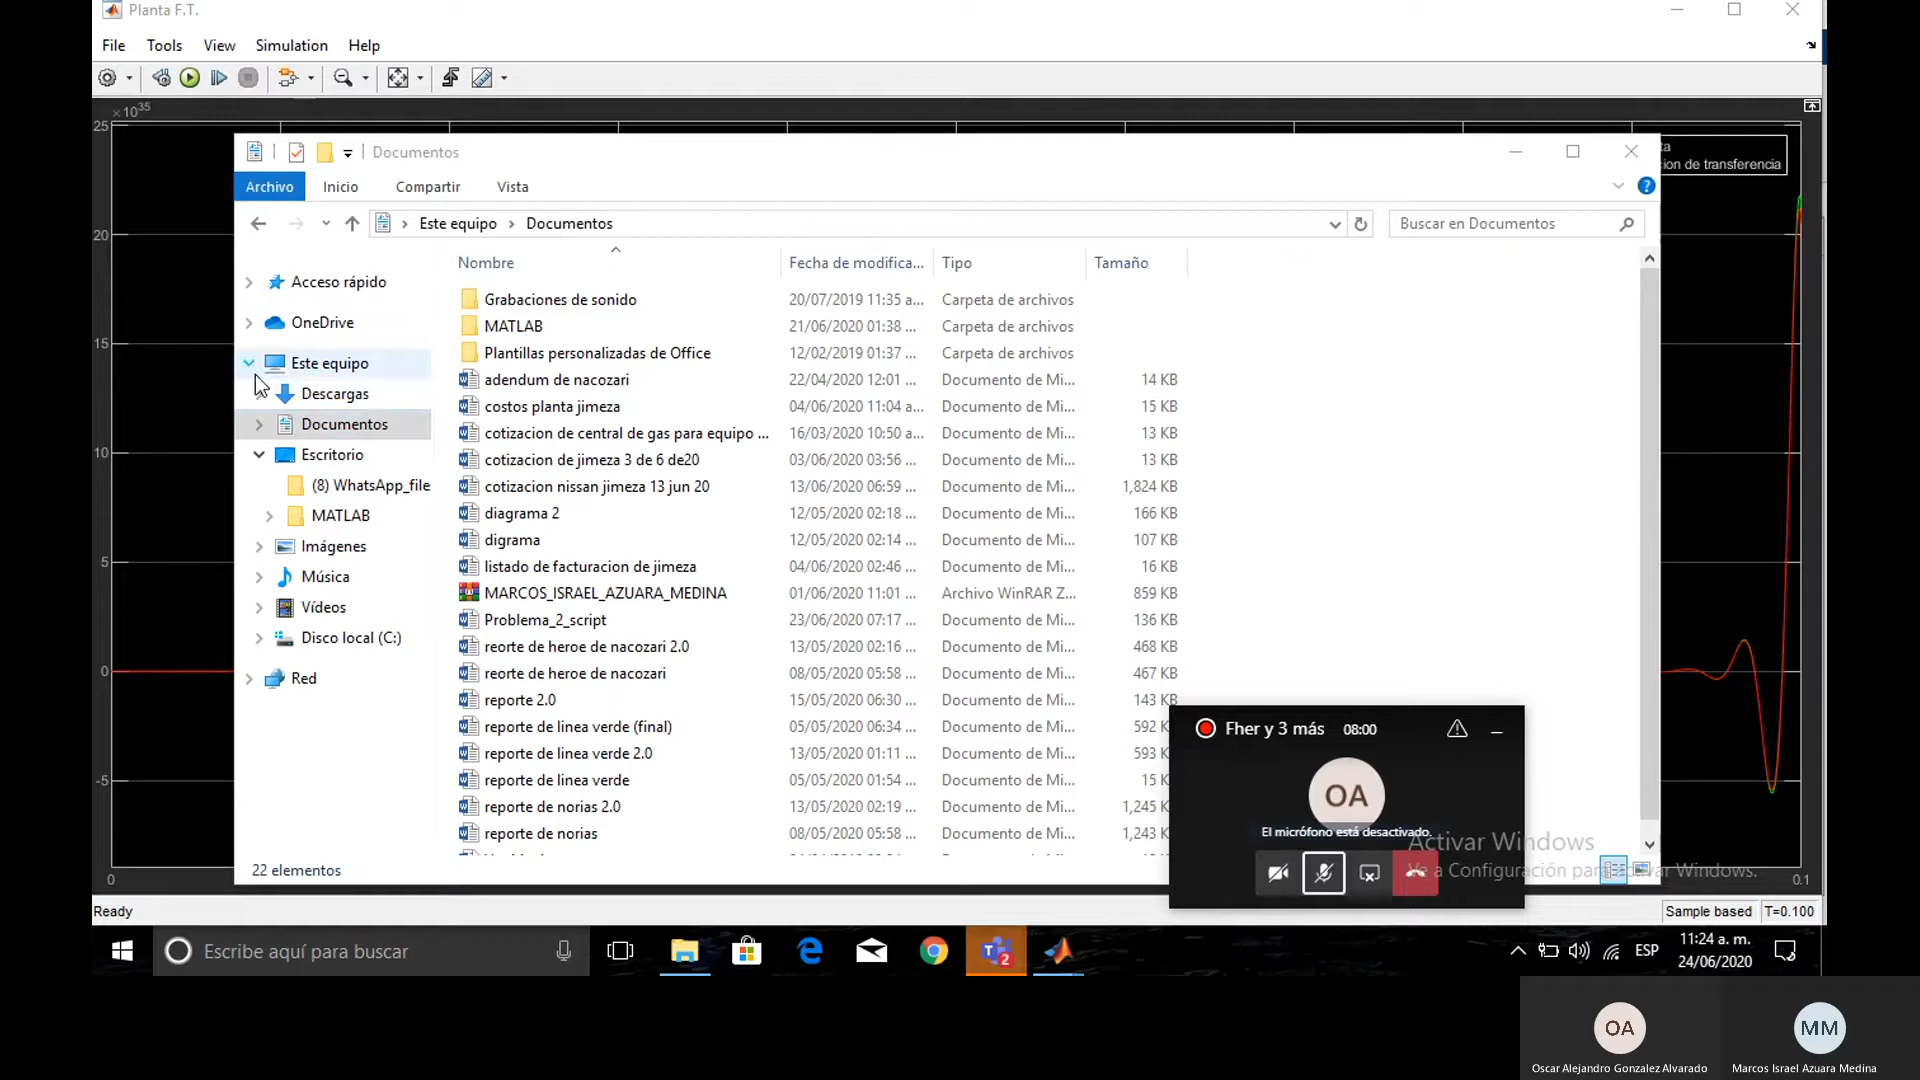 Planta F.T.
File Tools View Simulation Help
×10^35
25
20
15
10
5
0
-5
0
0.1
ta
ion de transferencia
Documentos
Archivo Inicio Compartir Vista
Este equipo > Documentos
Buscar en Documentos
Nombre Fecha de modifica... Tipo Tamaño
Acceso rápido
OneDrive
Este equipo
Descargas
Documentos
Escritorio
(8) WhatsApp_file
MATLAB
Imágenes
Música
Vídeos
Disco local (C:)
Red
Grabaciones de sonido 20/07/2019 11:35 a... Carpeta de archivos
MATLAB 21/06/2020 01:38 ... Carpeta de archivos
Plantillas personalizadas de Office 12/02/2019 01:37 ... Carpeta de archivos
adendum de nacozari 22/04/2020 12:01 ... Documento de Mi... 14 KB
costos planta jimeza 04/06/2020 11:04 a... Documento de Mi... 15 KB
cotizacion de central de gas para equipo ... 16/03/2020 10:50 a... Documento de Mi... 13 KB
cotizacion de jimeza 3 de 6 de20 03/06/2020 03:56 ... Documento de Mi... 13 KB
cotizacion nissan jimeza 13 jun 20 13/06/2020 06:59 ... Documento de Mi... 1,824 KB
diagrama 2 12/05/2020 02:18 ... Documento de Mi... 166 KB
digrama 12/05/2020 02:14 ... Documento de Mi... 107 KB
listado de facturacion de jimeza 04/06/2020 02:46 ... Documento de Mi... 16 KB
MARCOS_ISRAEL_AZUARA_MEDINA 01/06/2020 11:01 ... Archivo WinRAR Z... 859 KB
Problema_2_script 23/06/2020 07:17 ... Documento de Mi... 136 KB
reorte de heroe de nacozari 2.0 13/05/2020 02:16 ... Documento de Mi... 468 KB
reorte de heroe de nacozari 08/05/2020 05:58 ... Documento de Mi... 467 KB
reporte 2.0 15/05/2020 06:30 ... Documento de Mi... 143 KB
reporte de linea verde (final) 05/05/2020 06:34 ... Documento de Mi... 592 K
reporte de linea verde 2.0 13/05/2020 01:11 ... Documento de Mi... 593 K
reporte de linea verde 05/05/2020 01:54 ... Documento de Mi... 15 K
reporte de norias 2.0 13/05/2020 02:19 ... Documento de Mi... 1,245 K
reporte de norias 08/05/2020 05:58 ... Documento de Mi... 1,243 K
22 elementos
Fher y 3 más 08:00
OA
El micrófono está desactivado.
Activar Windows
Ve a Configuración para activar Windows.
Ready
Sample based T=0.100
Escribe aquí para buscar
2
ESP
11:24 a. m.
24/06/2020
OA
Oscar Alejandro Gonzalez Alvarado
MM
Marcos Israel Azuara Medina